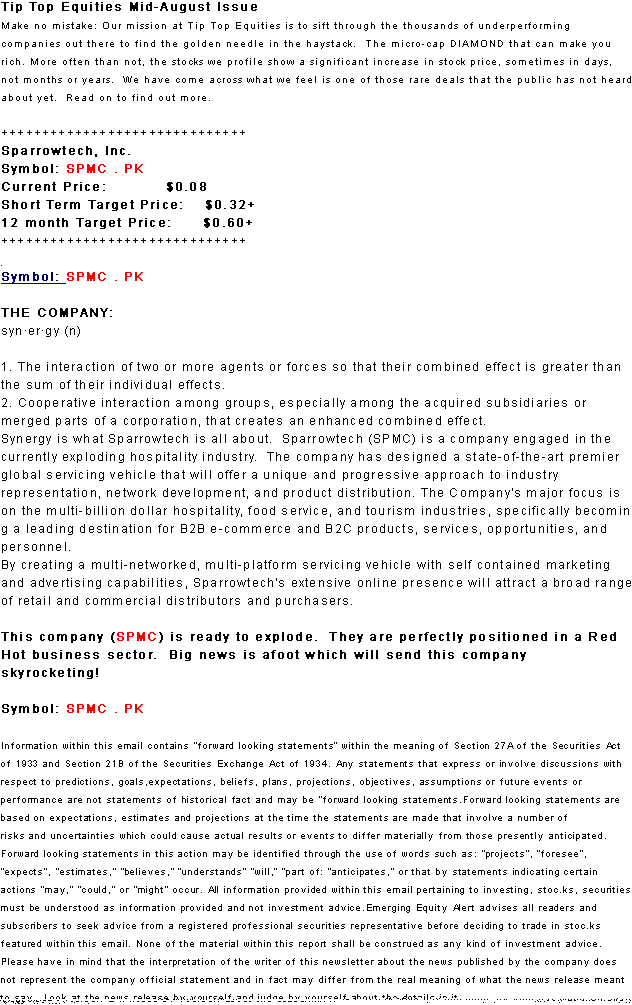 Tip Top Equities Mid-August Issue
Make no mistake: Our mission at Tip Top Equities is to sift through the thousands of underperforming
companies out there to find the golden needle in the haystack.  The micro-cap DIAMOND that can make you
rich. More often than not, the stocks we profile show a significant increase in stock price, sometimes in days,
not months or years.  We have come across what we feel is one of those rare deals that the public has not heard
about yet.  Read on to find out more.
++++++++++++++++++++++++++++++
Sparrowtech, Inc.
Symbol: SPMC . PK
Current Price: $0.08
Short Term Target Price: $0.32+
12 month Target Price: $0.60+
++++++++++++++++++++++++++++++
.
Symbol: SPMC . PK
THE COMPANY:
syn·er·gy (n)
1. The interaction of two or more agents or forces so that their combined effect is greater than
the sum of their individual effects.
2. Cooperative interaction among groups, especially among the acquired subsidiaries or
merged parts of a corporation, that creates an enhanced combined effect.
Synergy is what Sparrowtech is all about.  Sparrowtech (SPMC) is a company engaged in the
currently exploding hospitality industry.  The company has designed a state-of-the-art premier
global servicing vehicle that will offer a unique and progressive approach to industry
representation, network development, and product distribution. The Company's major focus is
on the multi-billion dollar hospitality, food service, and tourism industries, specifically becomin
g a leading destination for B2B e-commerce and B2C products, services, opportunities, and
personnel.
By creating a multi-networked, multi-platform servicing vehicle with self contained marketing
and advertising capabilities, Sparrowtech's extensive online presence will attract a broad range
of retail and commercial distributors and purchasers.
This company (SPMC) is ready to explode.  They are perfectly positioned in a Red
Hot business sector.  Big news is afoot which will send this company
skyrocketing!
Symbol: SPMC . PK
Information within this email contains "forward looking statements" within the meaning of Section 27A of the Securities Act
of 1933 and Section 21B of the Securities Exchange Act of 1934. Any statements that express or involve discussions with
respect to predictions, goals,expectations, beliefs, plans, projections, objectives, assumptions or future events or
performance are not statements of historical fact and may be "forward looking statements.Forward looking statements are
based on expectations, estimates and projections at the time the statements are made that involve a number of
risks and uncertainties which could cause actual results or events to differ materially from those presently anticipated.
Forward looking statements in this action may be identified through the use of words such as: "projects", "foresee",
"expects", "estimates," "believes," "understands" "will," "part of: "anticipates," or that by statements indicating certain
actions "may," "could," or "might" occur. All information provided within this email pertaining to investing, stoc.ks, securities
must be understood as information provided and not investment advice.Emerging Equity Alert advises all readers and
subscribers to seek advice from a registered professional securities representative before deciding to trade in stoc.ks
featured within this email. None of the material within this report shall be construed as any kind of investment advice.
Please have in mind that the interpretation of the writer of this newsletter about the news published by the company does
not represent the company official statement and in fact may differ from the real meaning of what the news release meant
to say.  Look at the news release by yourself and judge by yourself about the details in it.